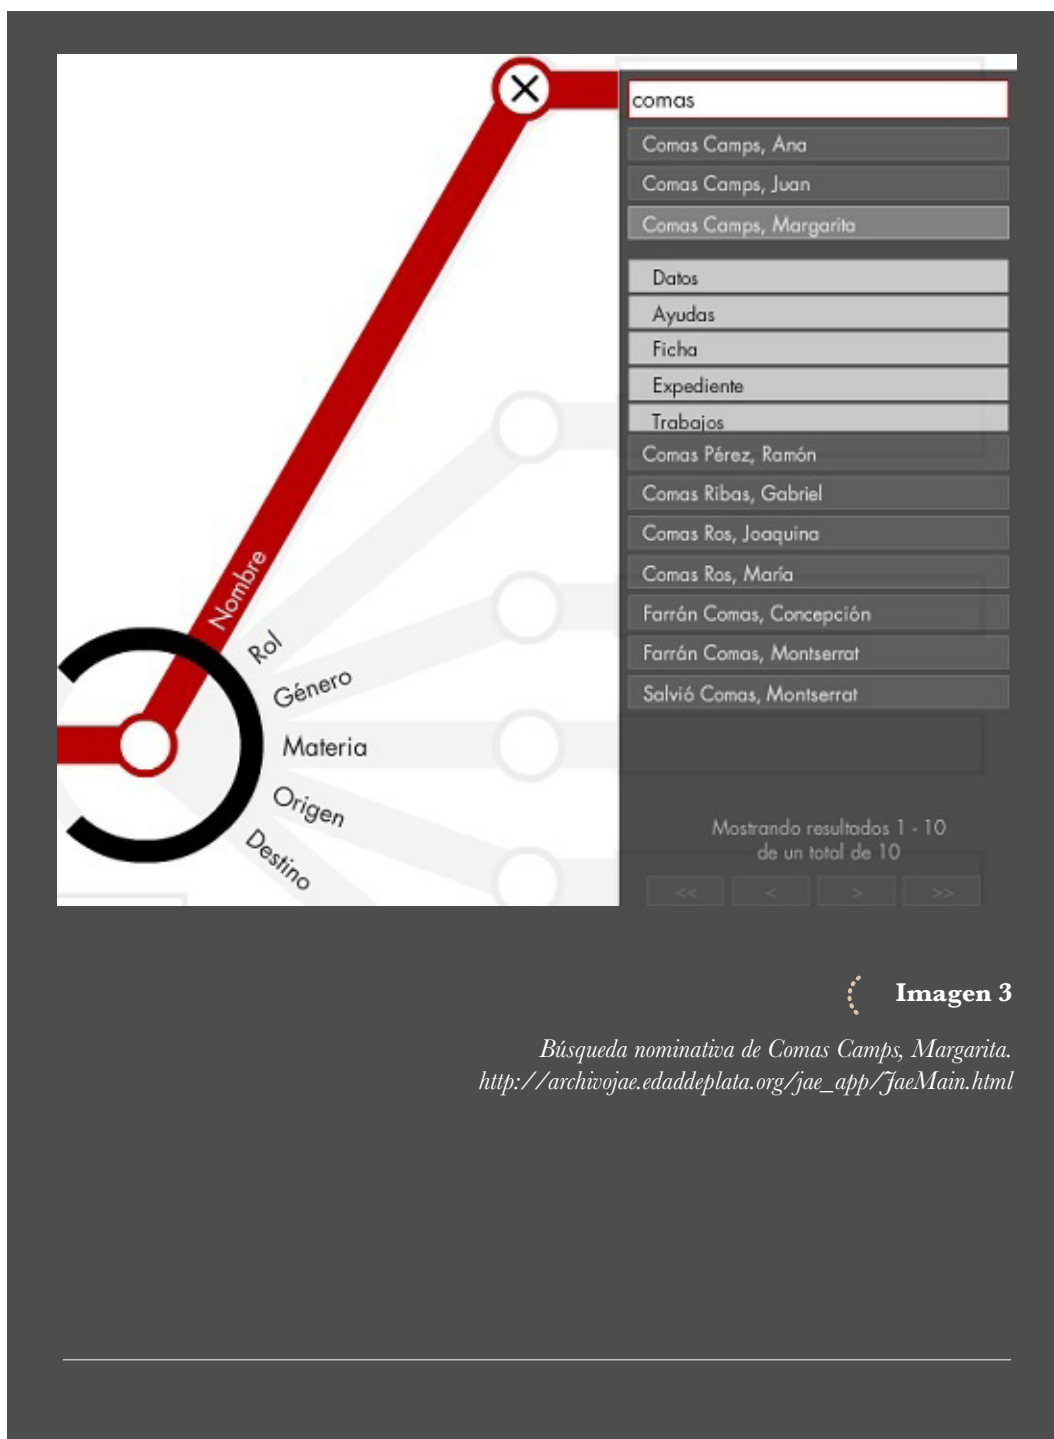 comas
Comas Camps, Ana
Comas Camps, Juan
Comas Camps, Margarita
Datos
Ayudas
Ficha
Expediente
Trabajos
Comas Pérez, Ramón
Comas Ribas, Gabriel
Comas Ros, Joaquina
Comas Ros, María
Farrán Comas, Concepción
Farrán Comas, Montserrat
Salvió Comas, Montserrat
Mostrando resultados 1 - 10
de un total de 10
<< < > >>
Nombre
Rol
Género
Materia
Origen
Destino
Imagen 3
Búsqueda nominativa de Comas Camps, Margarita.
http://archivojae.edaddeplata.org/jae_app/JaeMain.html